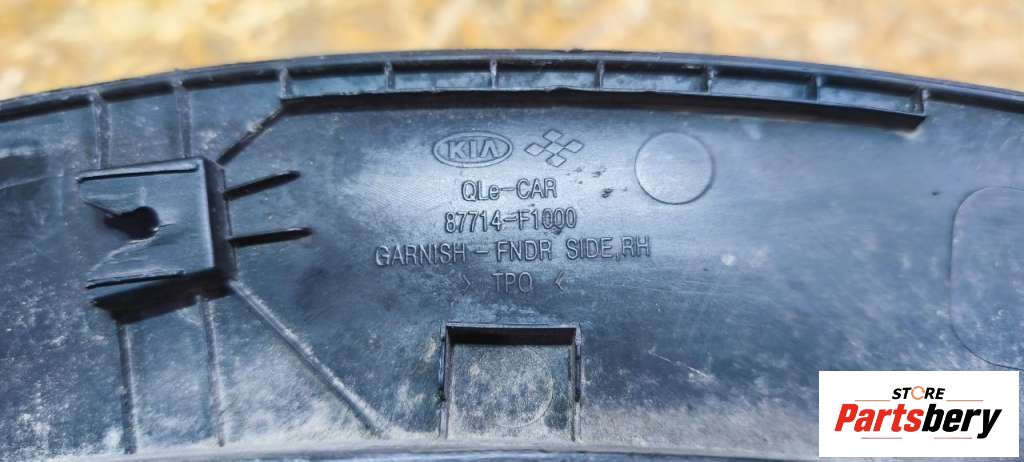 KIA
QLe-CAR
87714-F1000
GARNISH-FNDR SIDE,RH
> TPO <
STORE
Partsbery